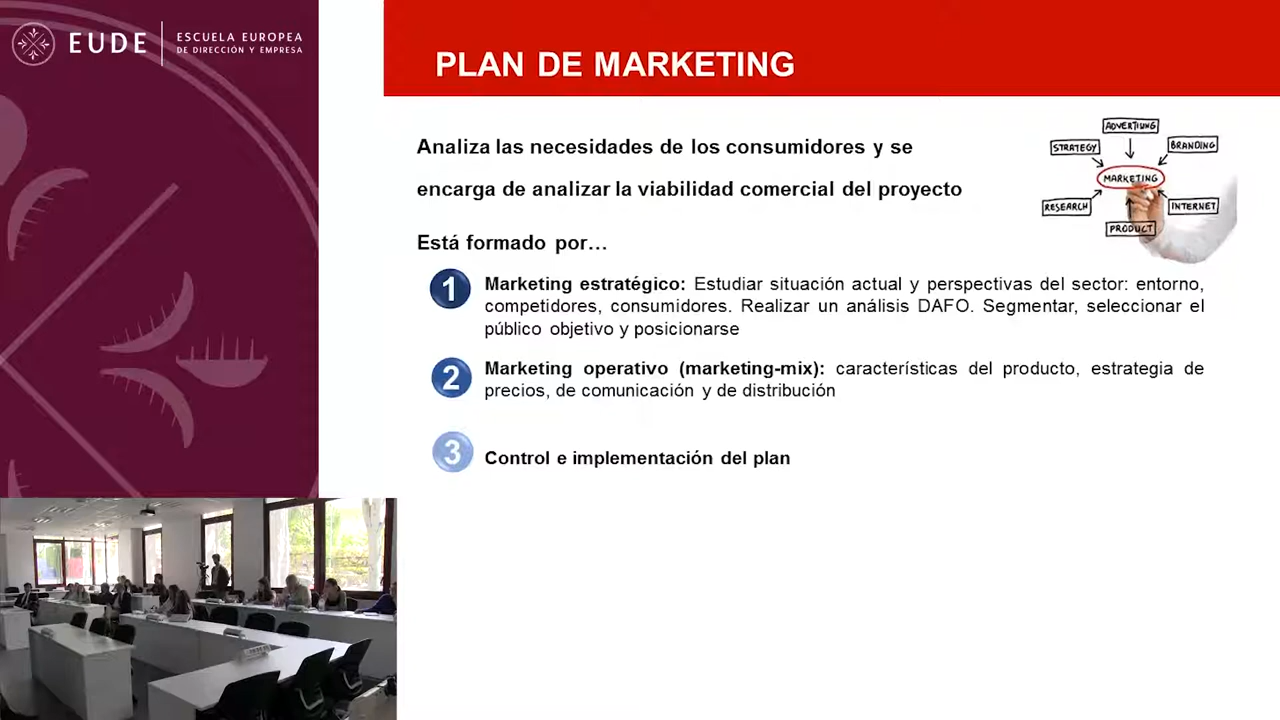 EUDE
ESCUELA EUROPEA
DE DIRECCIÓN Y EMPRESA
PLAN DE MARKETING
Analiza las necesidades de los consumidores y se
encarga de analizar la viabilidad comercial del proyecto
ADVERTIUNG
STRATEGY
BRANDING
MARKETING
RESEARCH
INTERNET
PRODUCT
Está formado por…
1
Marketing estratégico: Estudiar situación actual y perspectivas del sector: entorno,
competidores, consumidores. Realizar un análisis DAFO. Segmentar, seleccionar el
público objetivo y posicionarse
2
Marketing operativo (marketing-mix): características del producto, estrategia de
precios, de comunicación y de distribución
3
Control e implementación del plan